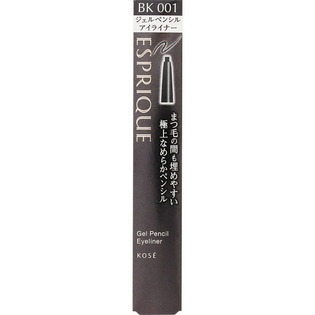 BK 001
ジェルペンシル
アイライナー
ESPRIQUE
まつ毛の間も埋めやすい
極上なめらかペンシル
Gel Pencil
Eyeliner
KOSÉ